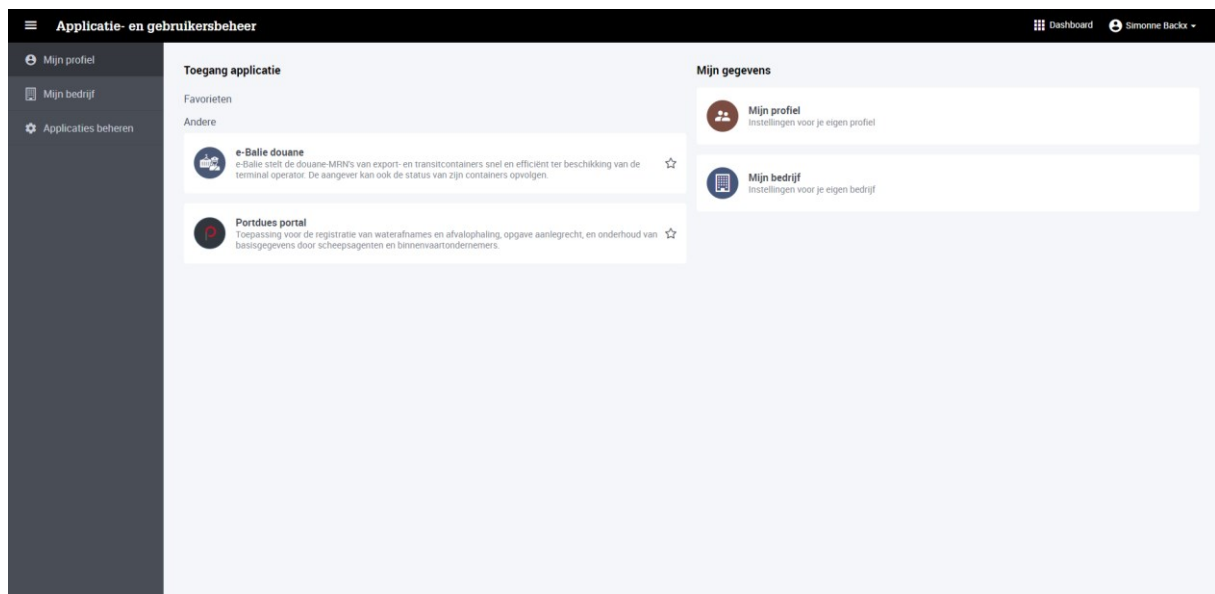 Applicatie- en gebruikersbeheer
Dashboard
Simonne Backx
Mijn profiel
Mijn bedrijf
Applicaties beheren
Toegang applicatie
Favorieten
Andere
e-Balie douane
e-Balie stelt de douane-MRN's van export- en transitcontainers snel en efficiënt ter beschikking van de
terminal operator. De aangever kan ook de status van zijn containers opvolgen.
Portdues portal
Toepassing voor de registratie van waterafnames en afvalophaling, opgave aanlegrecht, en onderhoud van
basisgegevens door scheepsagenten en binnenvaartondernemers.
Mijn gegevens
Mijn profiel
Instellingen voor je eigen profiel
Mijn bedrijf
Instellingen voor je eigen bedrijf